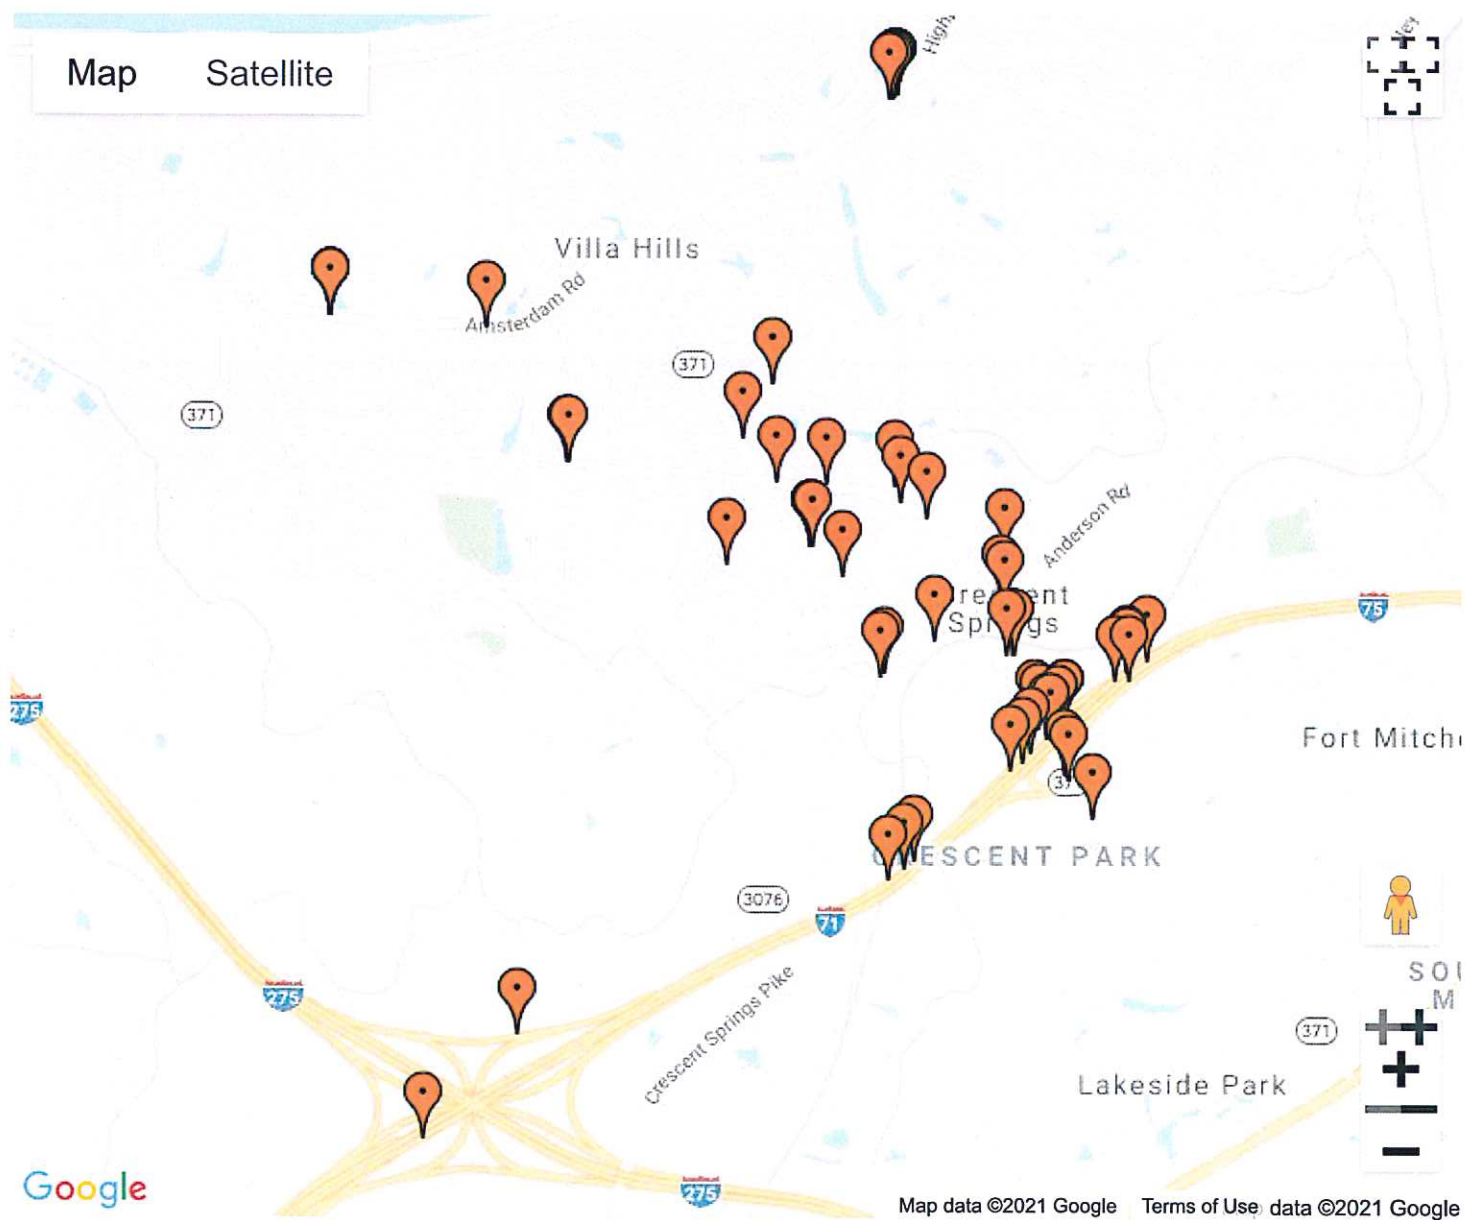 Map Satellite
Villa Hills
Amsterdam Rd
371
371
Anderson Rd
Springs
75
275
Fort Mitch
CRESCENT PARK
3076
71
275
Crescent Springs Pike
371
Lakeside Park
275
Google
Map data ©2021 Google Terms of Use data ©2021 Google